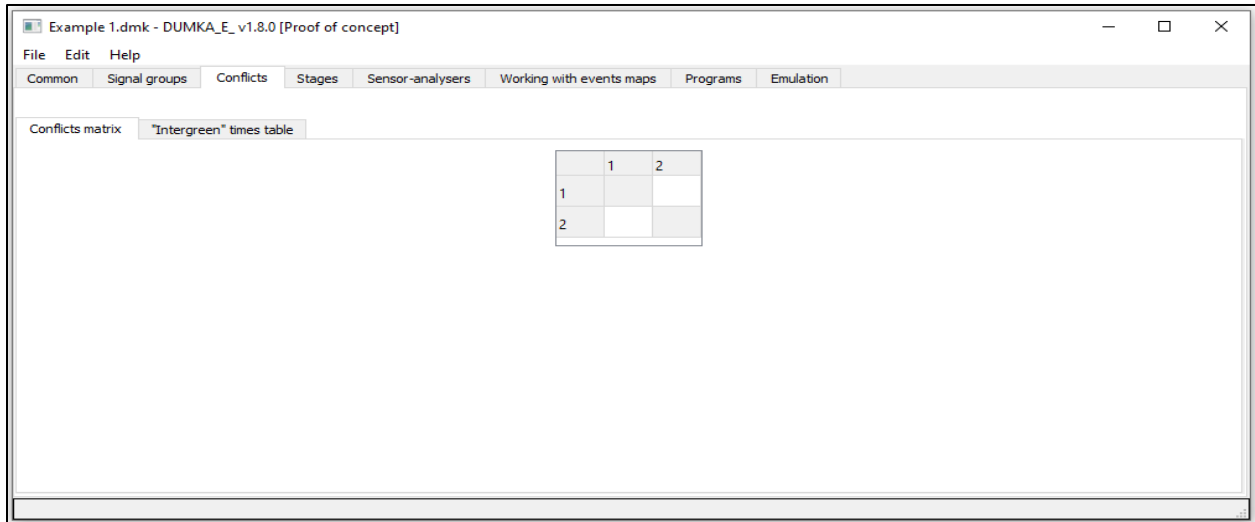 Example 1.dmk - DUMKA_E_ v1.8.0 [Proof of concept]
File Edit Help
Common Signal groups Conflicts Stages Sensor-analysers Working with events maps Programs Emulation
Conflicts matrix "Intergreen" times table
1 2
1
2